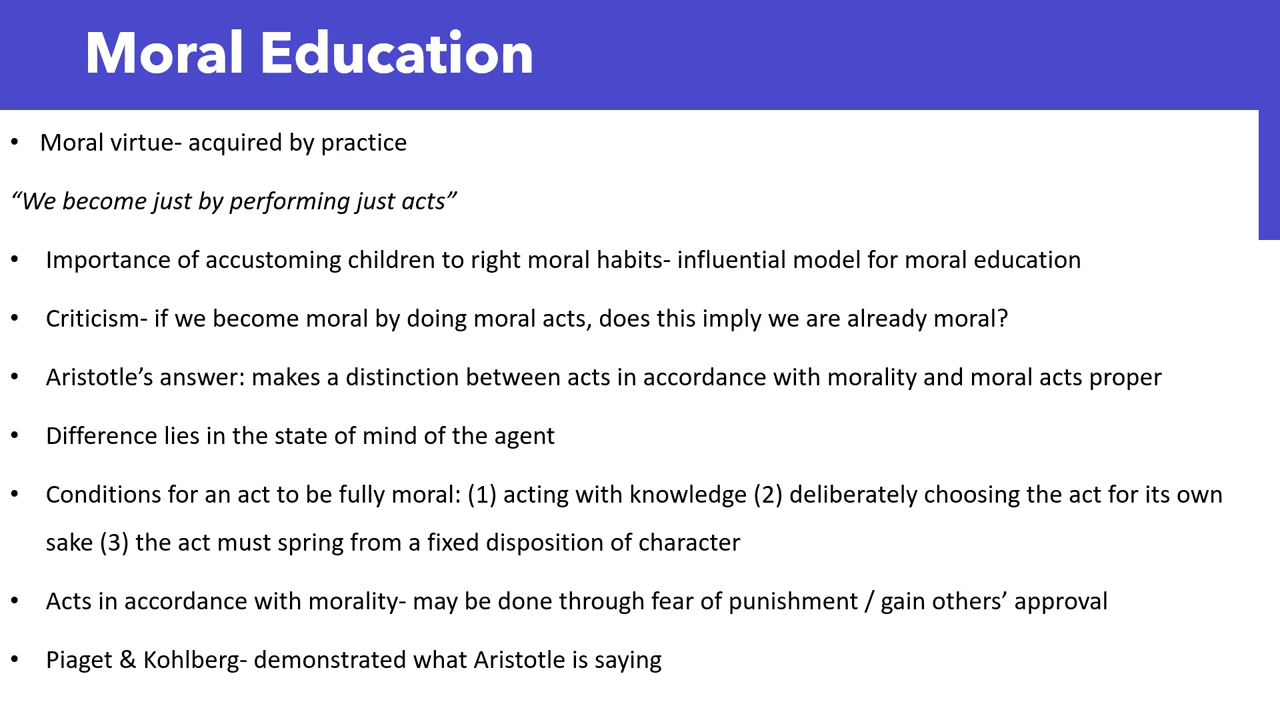 Moral Education
• Moral virtue- acquired by practice
“We become just by performing just acts”
• Importance of accustoming children to right moral habits- influential model for moral education
• Criticism- if we become moral by doing moral acts, does this imply we are already moral?
• Aristotle’s answer: makes a distinction between acts in accordance with morality and moral acts proper
• Difference lies in the state of mind of the agent
• Conditions for an act to be fully moral: (1) acting with knowledge (2) deliberately choosing the act for its own
sake (3) the act must spring from a fixed disposition of character
• Acts in accordance with morality- may be done through fear of punishment / gain others’ approval
• Piaget & Kohlberg- demonstrated what Aristotle is saying